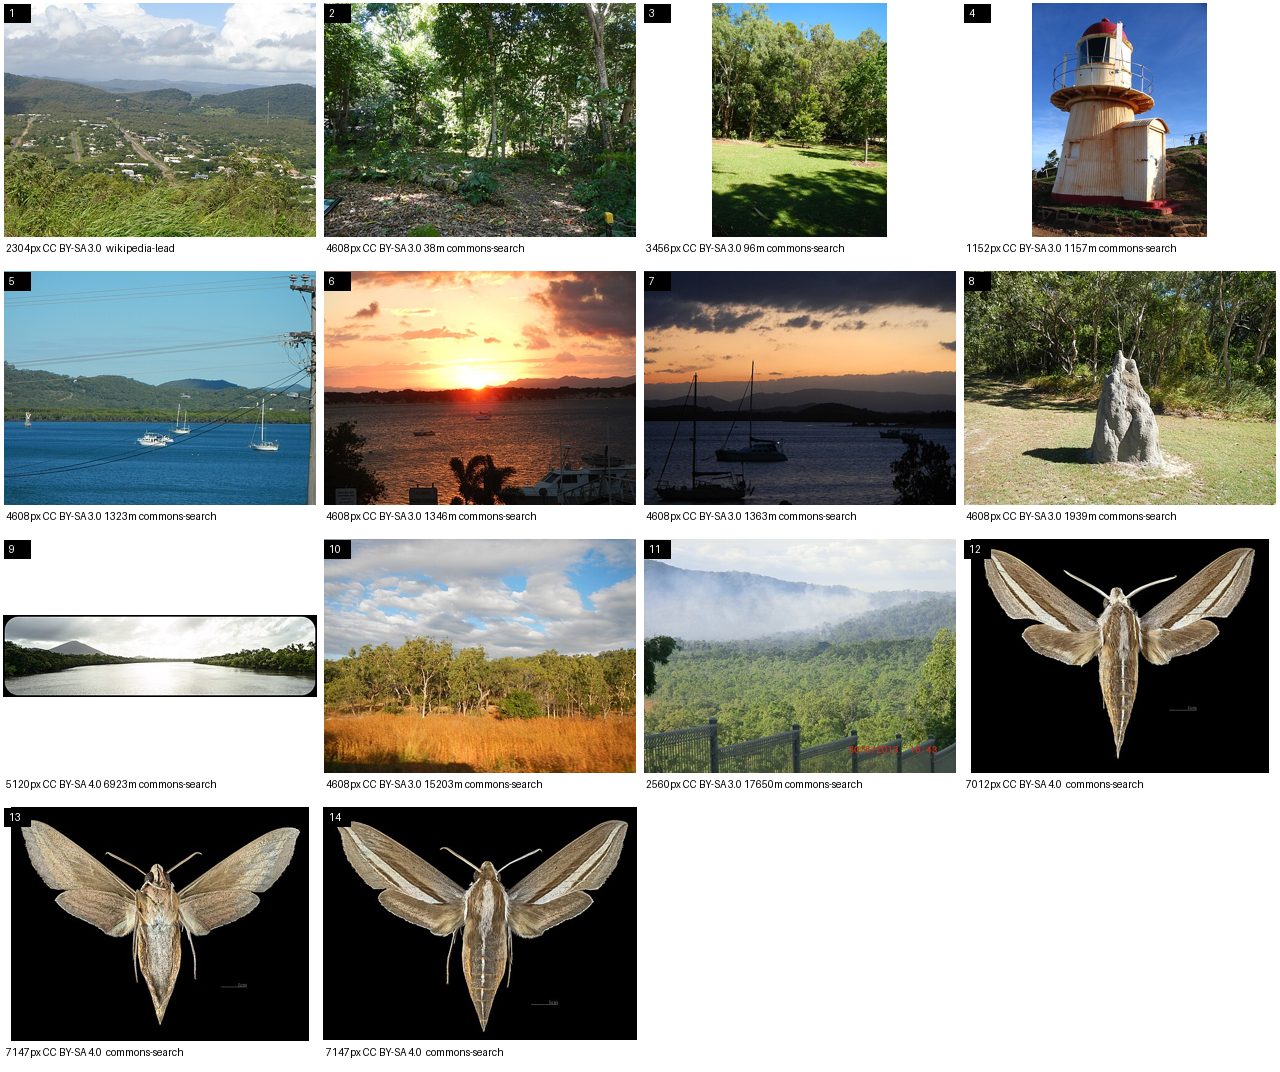 1
2
3
4
2304px CC BY-SA 3.0 wikipedia-lead
4608px CC BY-SA 3.0 38m commons-search
3456px CC BY-SA 3.0 96m commons-search
1152px CC BY-SA 3.0 1157m commons-search
5
6
7
8
4608px CC BY-SA 3.0 1323m commons-search
4608px CC BY-SA 3.0 1346m commons-search
4608px CC BY-SA 3.0 1363m commons-search
4608px CC BY-SA 3.0 1939m commons-search
9
10
11
12
5120px CC BY-SA 4.0 6923m commons-search
4608px CC BY-SA 3.0 15203m commons-search
2560px CC BY-SA 3.0 17650m commons-search
7012px CC BY-SA 4.0 commons-search
13
14
7147px CC BY-SA 4.0 commons-search
7147px CC BY-SA 4.0 commons-search